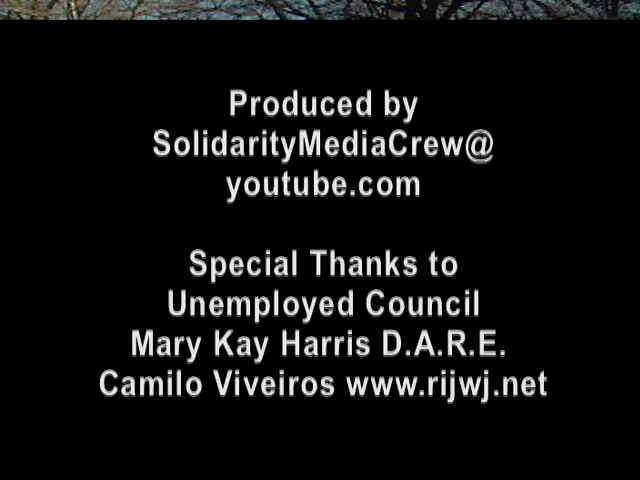 Produced by
SolidarityMediaCrew@
youtube.com
Special Thanks to
Unemployed Council
Mary Kay Harris D.A.R.E.
Camilo Viveiros www.rijwj.net